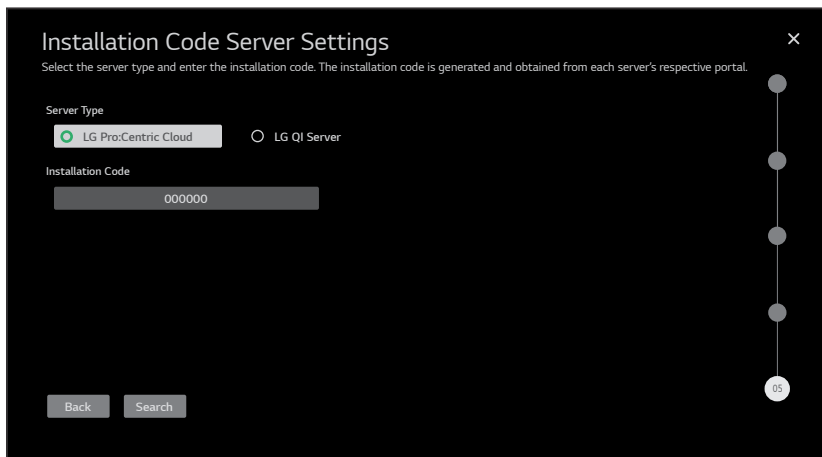 Installation Code Server Settings
Select the server type and enter the installation code. The installation code is generated and obtained from each server's respective portal.
Server Type
LG Pro:Centric Cloud
LG QI Server
Installation Code
000000
05
Back
Search